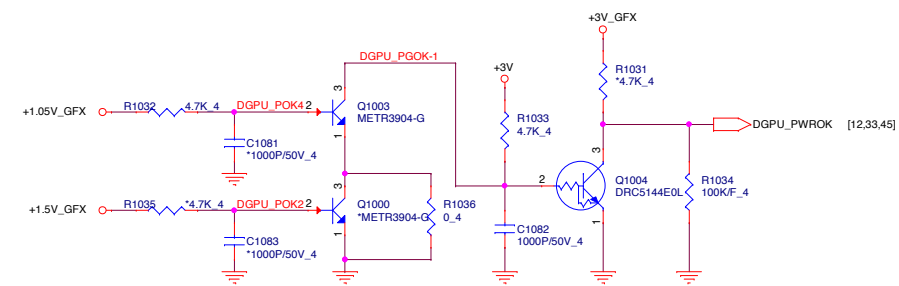 +3V_GFX
DGPU_PGOK-1
+3V
3
R1031
*4.7K_4
+1.05V_GFX
R1032
4.7K_4
DGPU_POK4
2
Q1003
METR3904-G
R1033
4.7K_4
DGPU_PWROK
[12,33,45]
C1081
*1000P/50V_4
1
3
3
2
Q1004
DRC5144E0L
R1034
100K/F_4
+1.5V_GFX
R1035
*4.7K_4
DGPU_POK2
2
Q1000
*METR3904-G
R1036
0_4
1
C1083
*1000P/50V_4
1
C1082
1000P/50V_4